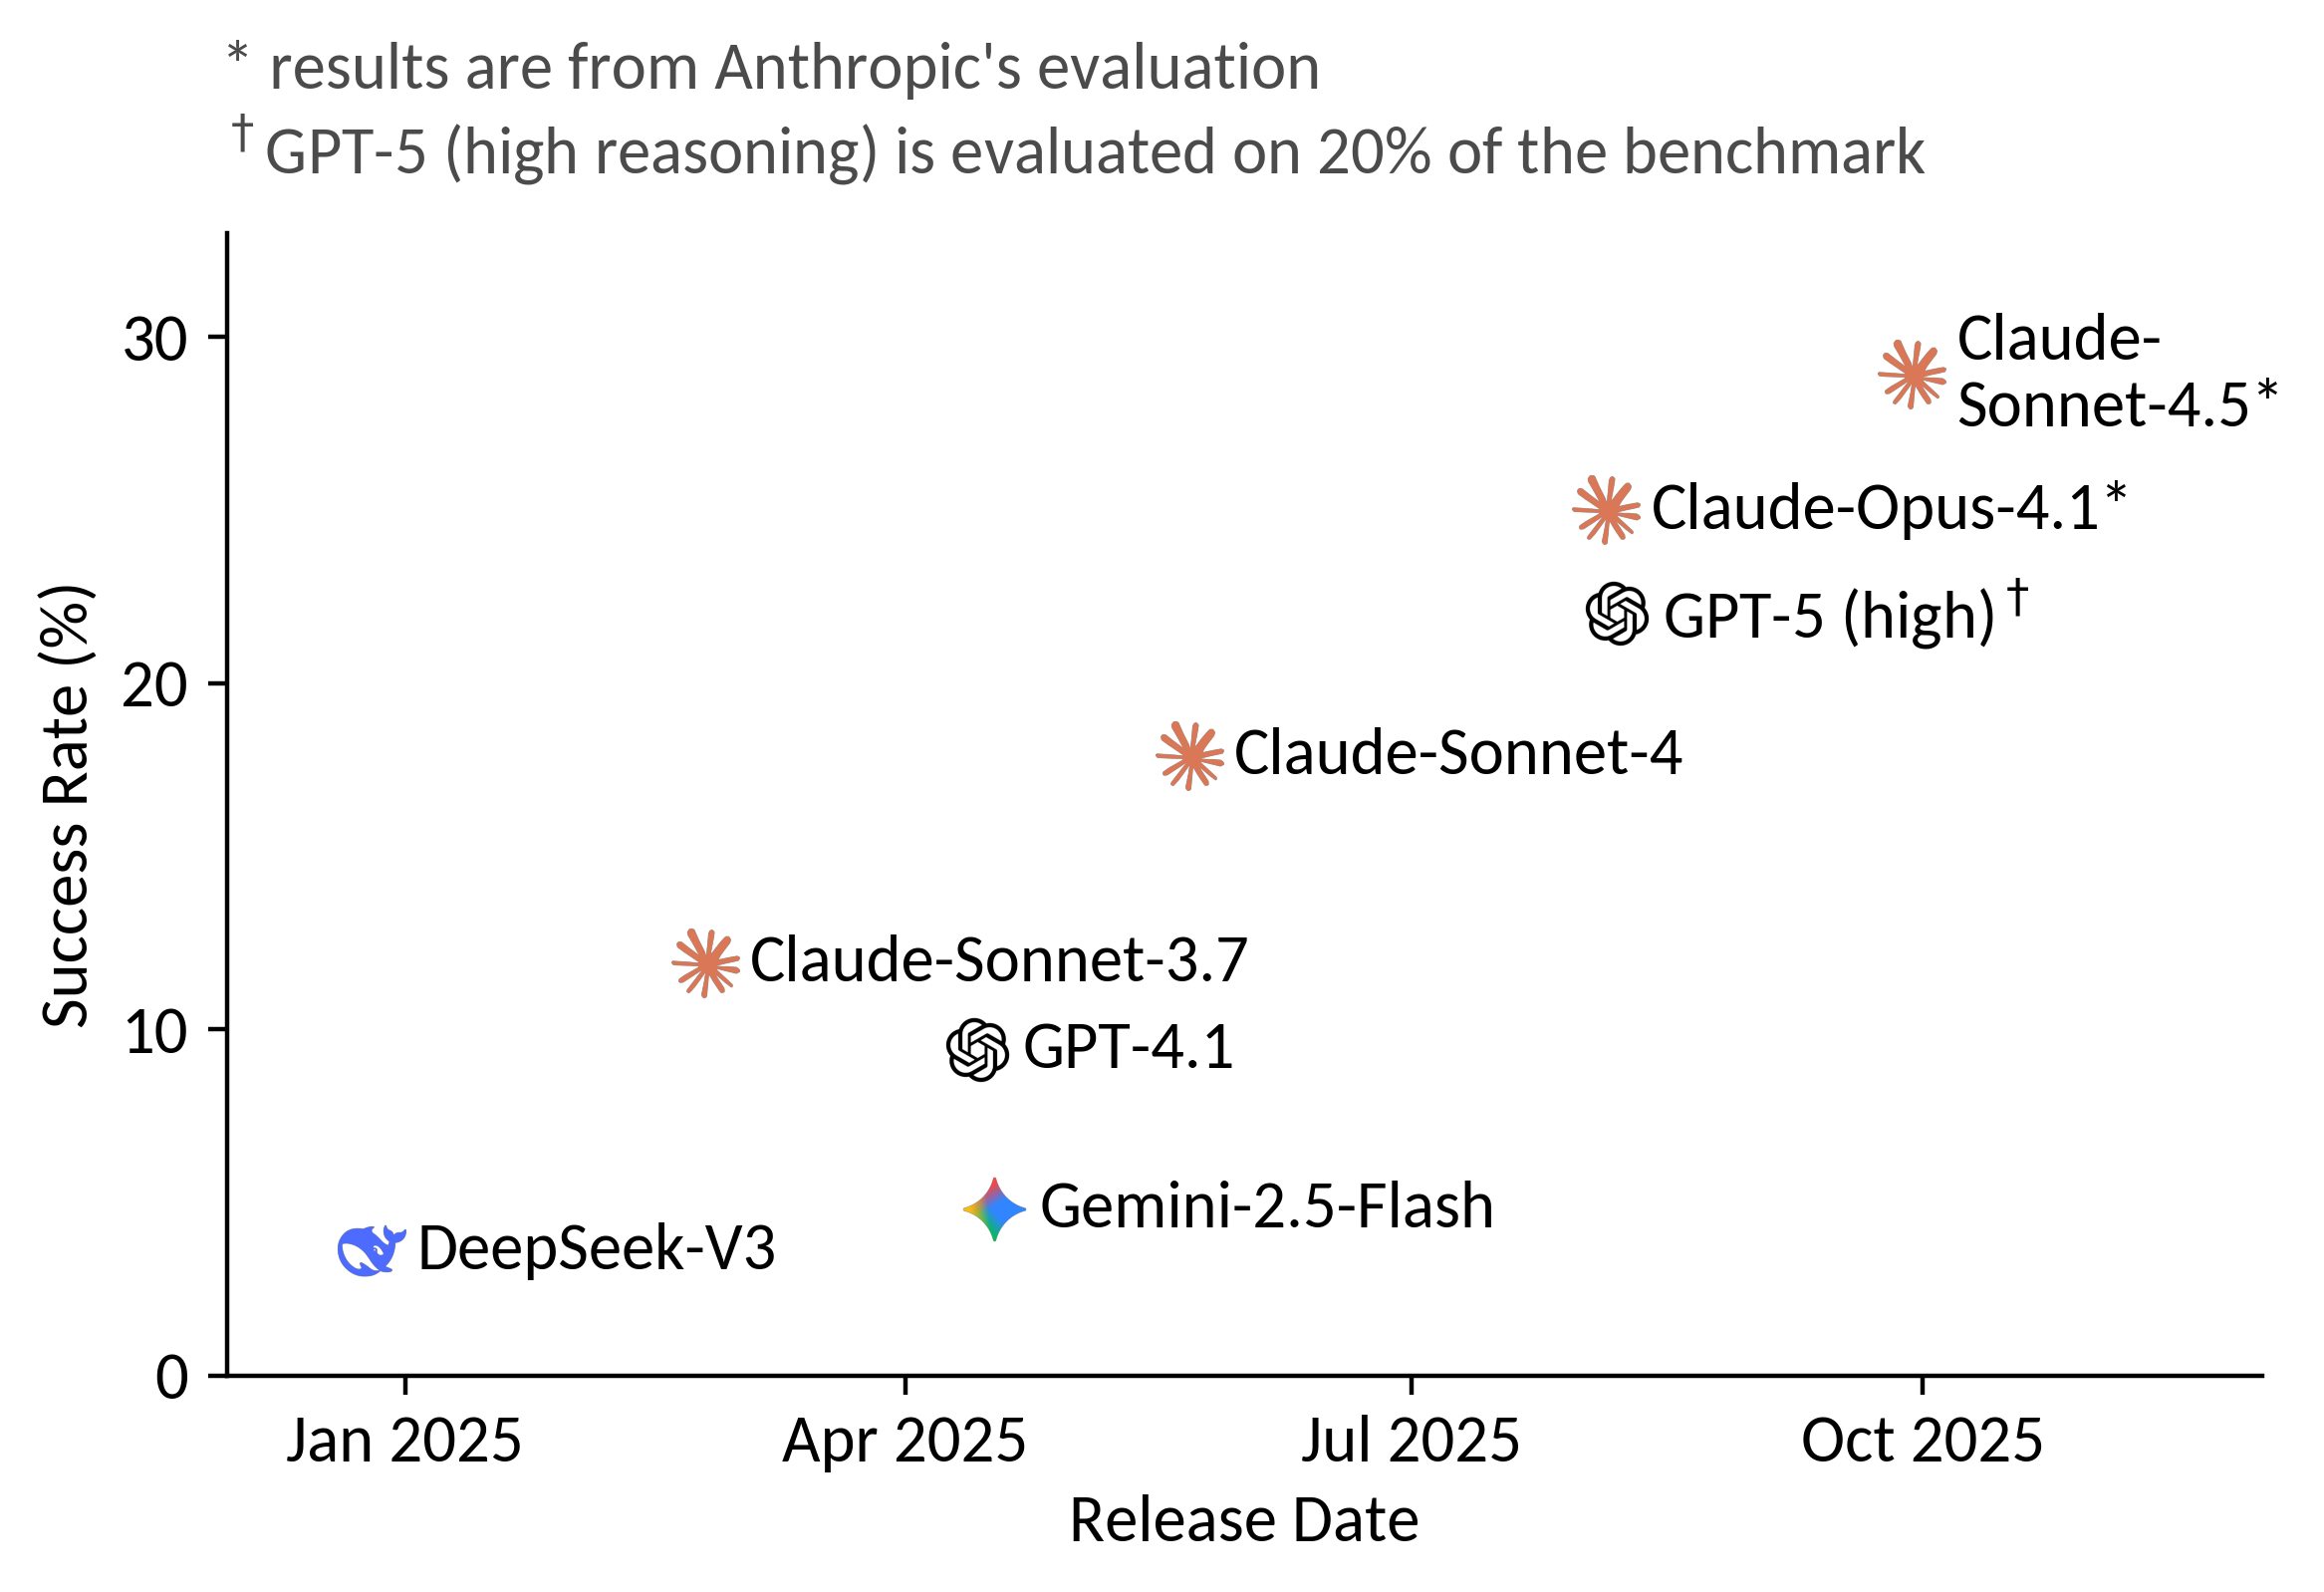 * results are from Anthropic's evaluation
† GPT-5 (high reasoning) is evaluated on 20% of the benchmark
30
Claude-
Sonnet-4.5*
Claude-Opus-4.1*
GPT-5 (high) †
20
Claude-Sonnet-4
Success Rate (%)
Claude-Sonnet-3.7
10
GPT-4.1
Gemini-2.5-Flash
DeepSeek-V3
0
Jan 2025 Apr 2025 Jul 2025 Oct 2025
Release Date